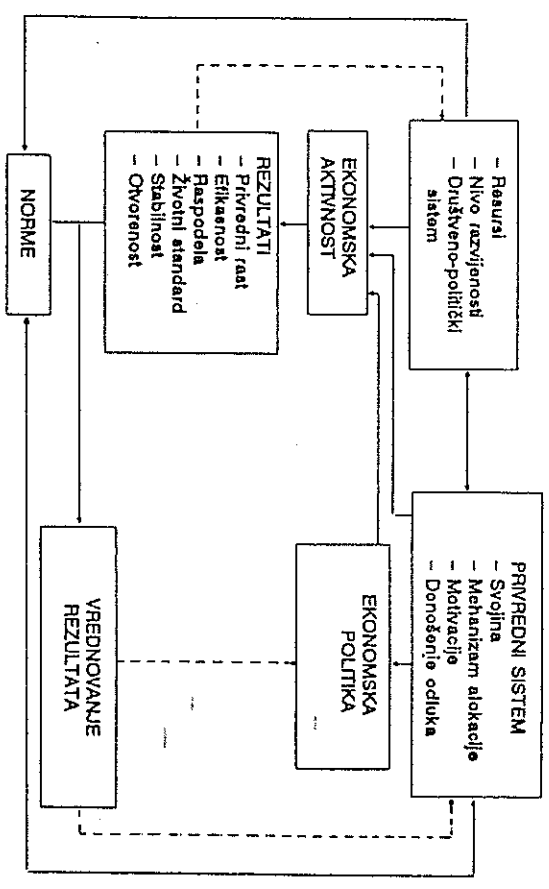 – Resursi
– Nivo razvijenosti
– Društveno-politički
sistem
PRIVREDNI SISTEM
– Svojina
– Mehanizam alokacije
– Motivacije
– Donošenje odluka
EKONOMSKA
AKTIVNOST
EKONOMSKA
POLITIKA
REZULTATI
– Privredni rast
– Efikasnost
– Raspodela
– Životni standard
– Stabilnost
– Otvorenost
VREDNOVANJE
REZULTATA
NORME